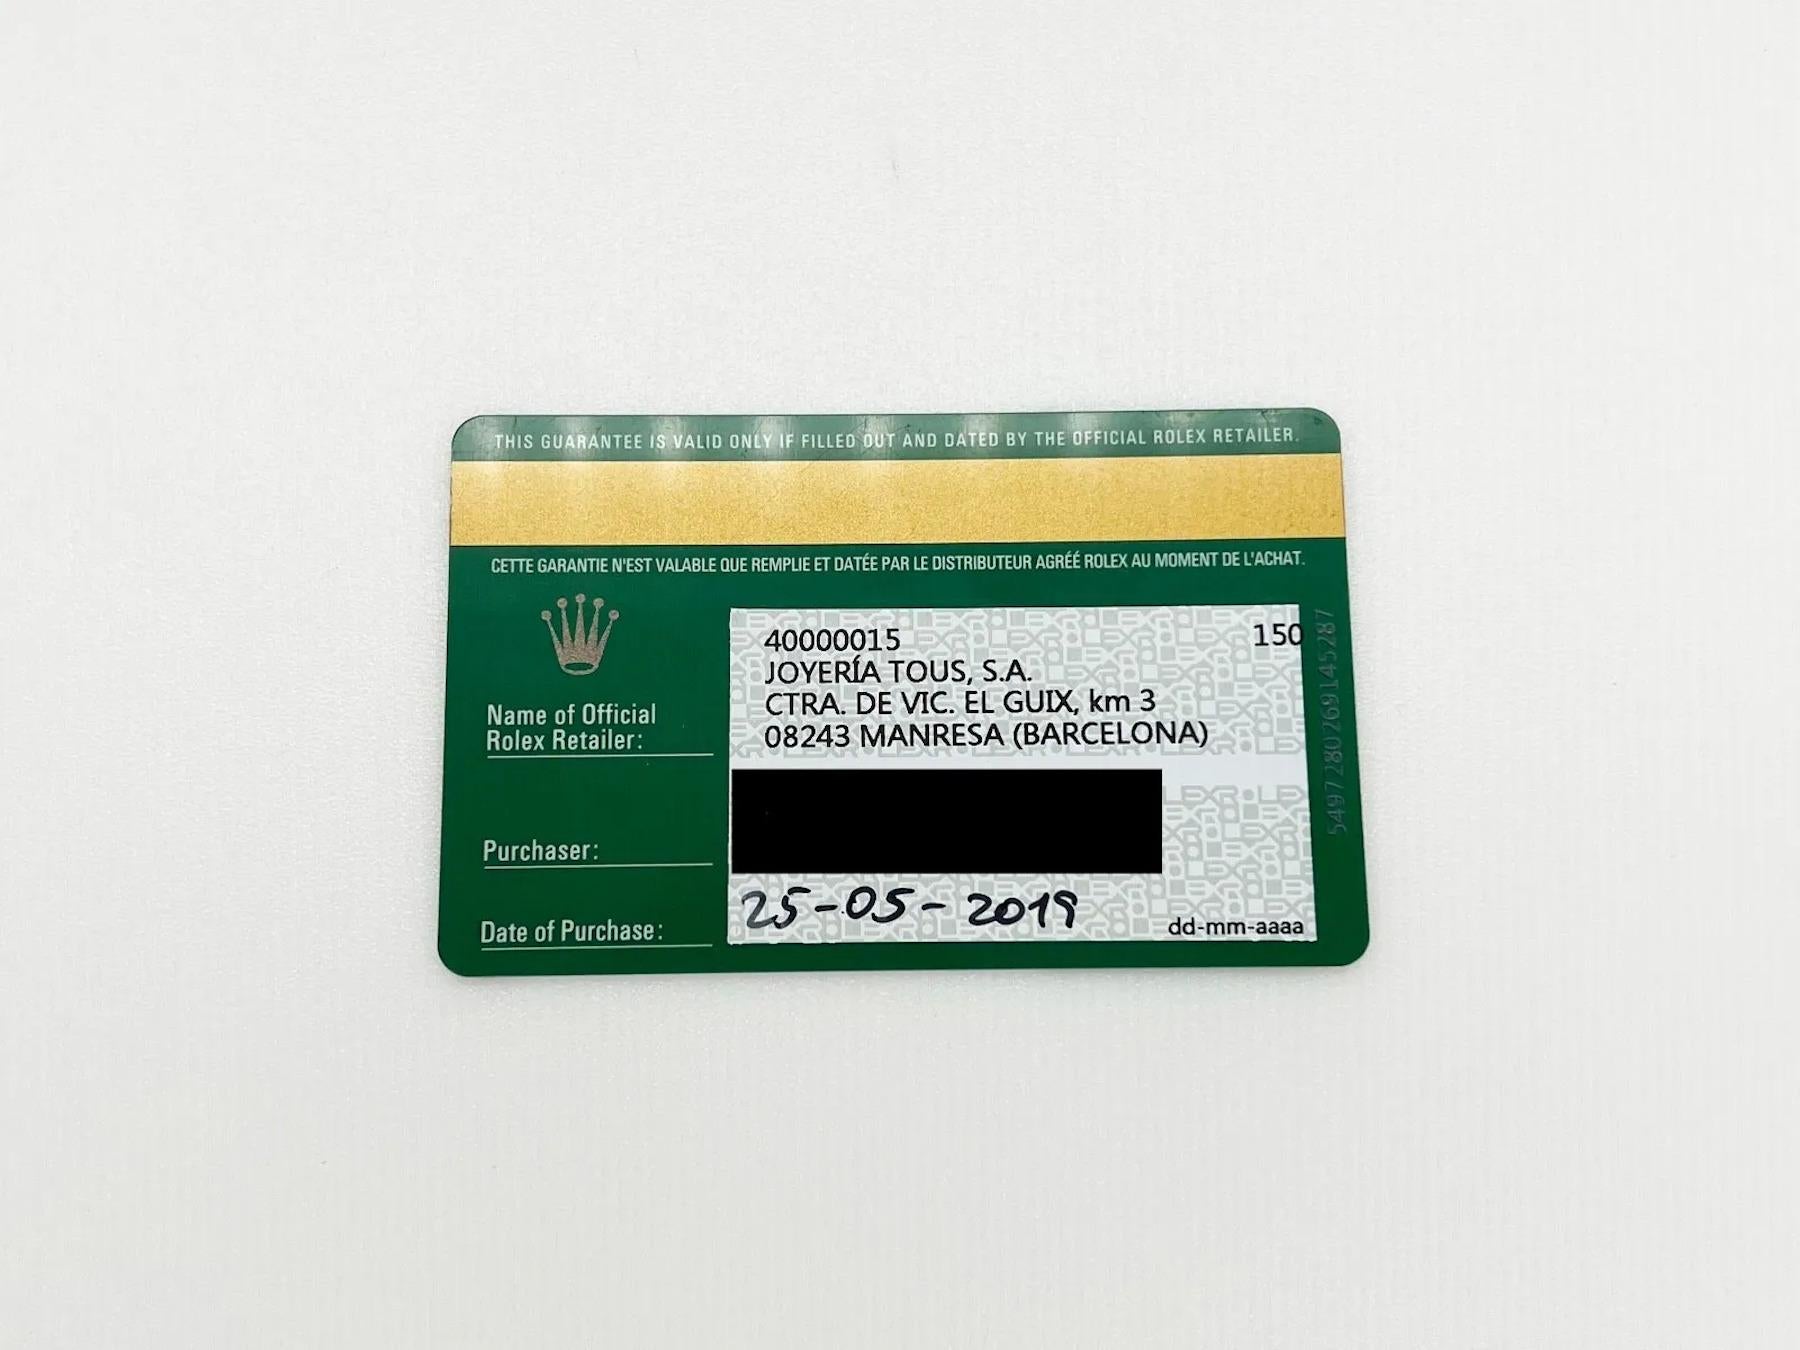 THIS GUARANTEE IS VALID ONLY IF FILLED OUT AND DATED BY THE OFFICIAL ROLEX RETAILER.
CETTE GARANTIE N'EST VALABLE QUE REMPLIE ET DATÉE PAR LE DISTRIBUTEUR AGRÉÉ ROLEX AU MOMENT DE L'ACHAT.
40000015 150
JOYERÍA TOUS, S.A.
CTRA. DE VIC. EL GUIX, km 3
08243 MANRESA (BARCELONA)
Name of Official
Rolex Retailer:
Purchaser:
Date of Purchase:
25-05-2019
dd-mm-aaaa
5497280269145287